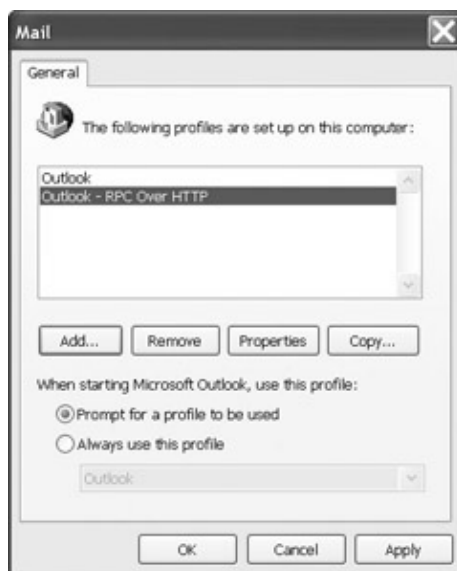 Mail
General
The following profiles are set up on this computer:
Outlook
Outlook - RPC Over HTTP
Add... Remove Properties Copy...
When starting Microsoft Outlook, use this profile:
Prompt for a profile to be used
Always use this profile
Outlook
OK Cancel Apply